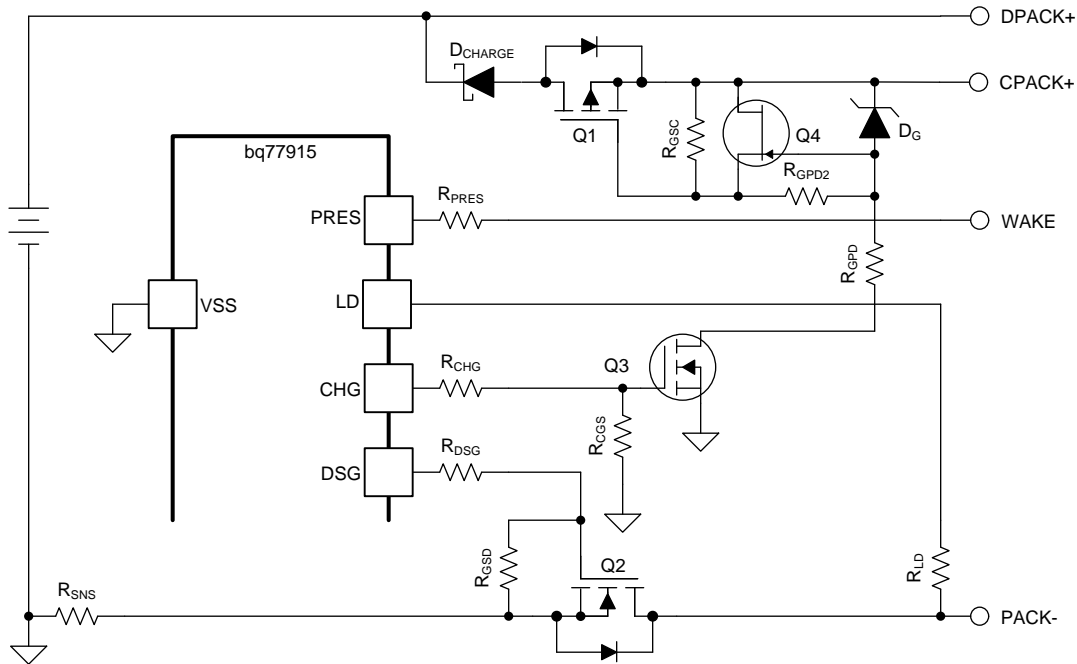 DPACK+
DCHARGE
CPACK+
Q1
RGSC
Q4
DG
bq77915
RGPD2
RPRES
PRES
WAKE
RGPD
VSS
LD
RCHG
Q3
CHG
RCGS
RDSG
DSG
RGSD
Q2
RLD
RSNS
PACK-